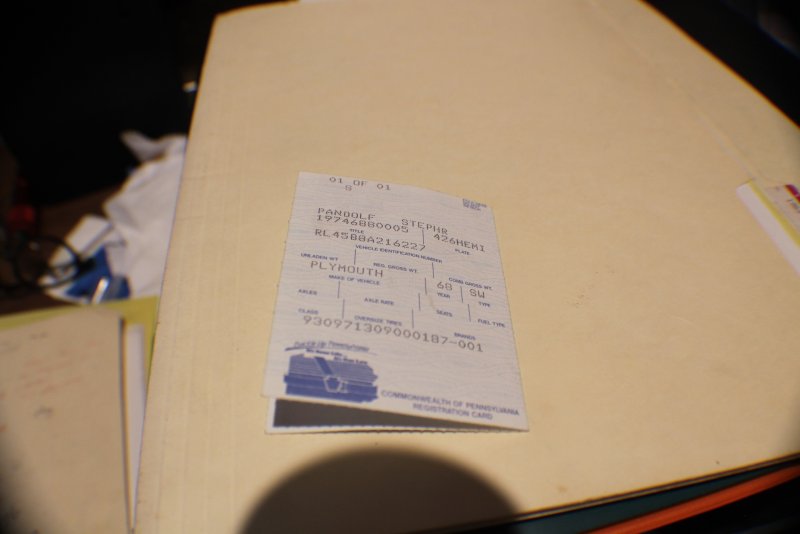 01 OF 01
S
PANDOLF STEPHR
19746880005 426HEMI
TITLE PLATE
RL45B8A216227
VEHICLE IDENTIFICATION NUMBER
UNLADEN WT. REG. GROSS WT. COMB GROSS WT.
PLYMOUTH 68 SW
MAKE OF VEHICLE YEAR TYPE
AXLES AXLE RATE SEATS FUEL TYPE
CLASS OVERSIZE TIRES BRANDS
930971309000187-001
COMMONWEALTH OF PENNSYLVANIA
REGISTRATION CARD